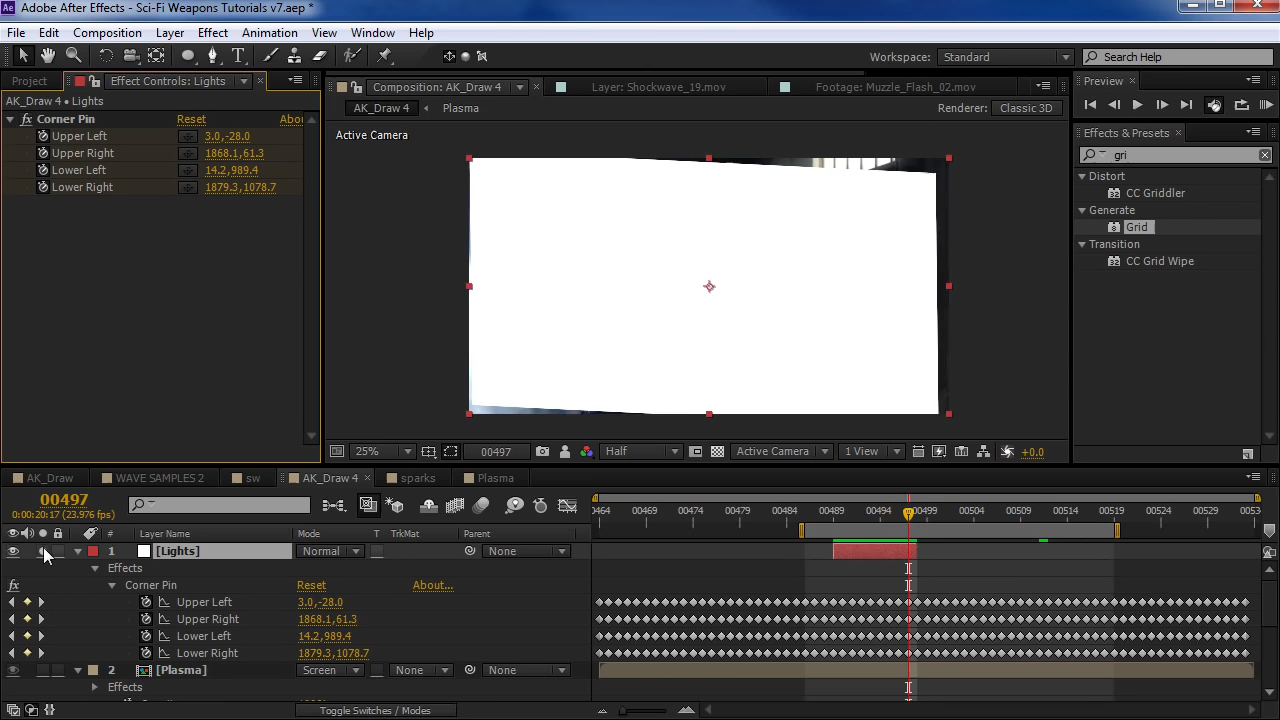 Ae Adobe After Effects - Sci-Fi Weapons Tutorials v7.aep *
File Edit Composition Layer Effect Animation View Window Help
Workspace: Standard Search Help
Project Effect Controls: Lights
AK_Draw 4 • Lights
fx Corner Pin Reset Abou
Upper Left 3.0,-28.0
Upper Right 1868.1,61.3
Lower Left 14.2,989.4
Lower Right 1879.3,1078.7
Composition: AK_Draw 4 Layer: Shockwave_19.mov Footage: Muzzle_Flash_02.mov
AK_Draw 4 Plasma Renderer: Classic 3D
Active Camera
25% 00497 Half Active Camera 1 View +0.0
Preview
Effects & Presets
gri
Distort
CC Griddler
Generate
Grid
Transition
CC Grid Wipe
AK_Draw WAVE SAMPLES 2 sw AK_Draw 4 sparks Plasma
00497
0:00:20:17 (23.976 fps)
0464 00469 00474 00479 00484 00489 00494 00499 00504 00509 00514 00519 00524 00529 0053
# Layer Name Mode T TrkMat Parent
1 [Lights] Normal None
Effects
fx Corner Pin Reset About...
Upper Left 3.0,-28.0
Upper Right 1868.1,61.3
Lower Left 14.2,989.4
Lower Right 1879.3,1078.7
2 [Plasma] Screen None None
Effects
Toggle Switches / Modes